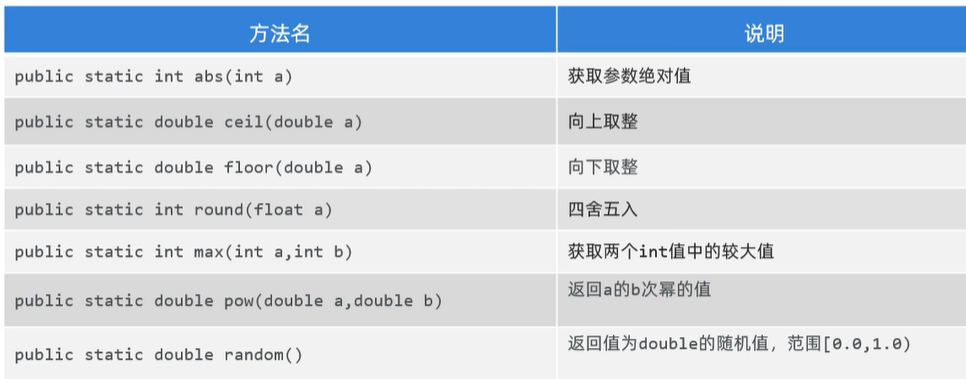 方法名 说明
public static int abs(int a) 获取参数绝对值
public static double ceil(double a) 向上取整
public static double floor(double a) 向下取整
public static int round(float a) 四舍五入
public static int max(int a,int b) 获取两个int值中的较大值
public static double pow(double a,double b) 返回a的b次幂的值
public static double random() 返回值为double的随机值，范围[0.0,1.0)